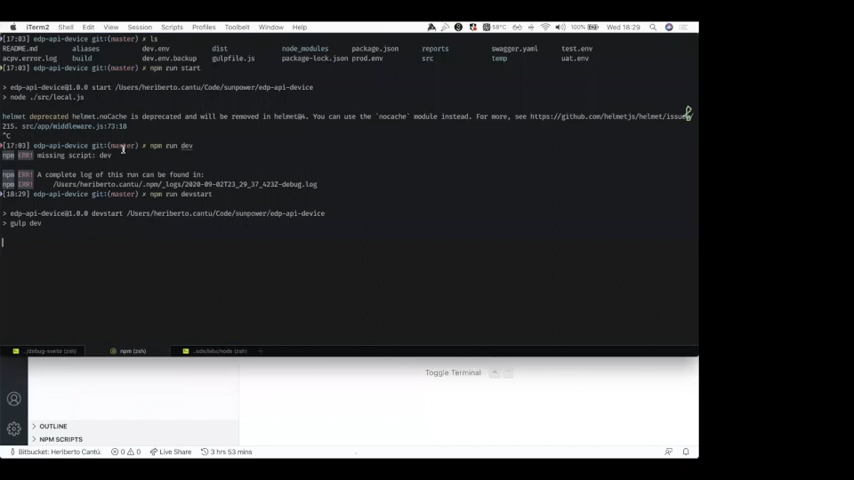 iTerm2 Shell Edit View Session Scripts Profiles Toolbelt Window Help 58°C 100% Wed 18:29
[17:03] edp-api-device git:(master) ✗ ls
README.md aliases dev.env dist node_modules package.json reports swagger.yaml test.env
acpv.error.log build dev.env.backup gulpfile.js package-lock.json prod.env src temp uat.env
[17:03] edp-api-device git:(master) ✗ npm run start
> edp-api-device@1.0.0 start /Users/heriberto.cantu/Code/sunpower/edp-api-device
> node ./src/local.js
helmet deprecated helmet.noCache is deprecated and will be removed in helmet@4. You can use the `nocache` module instead. For more, see https://github.com/helmetjs/helmet/issues/
215. src/app/middleware.js:73:18
^C
[17:03] edp-api-device git:(master) ✗ npm run dev
npm ERR! missing script: dev
npm ERR! A complete log of this run can be found in:
npm ERR! /Users/heriberto.cantu/.npm/_logs/2020-09-02T23_29_37_423Z-debug.log
[18:29] edp-api-device git:(master) ✗ npm run devstart
> edp-api-device@1.0.0 devstart /Users/heriberto.cantu/Code/sunpower/edp-api-device
> gulp dev
../debug-svelte (zsh) npm (zsh) (zsh) +
Toggle Terminal
OUTLINE
NPM SCRIPTS
Bitbucket: Heriberto Cantú: 0 0 Live Share 3 hrs 53 mins